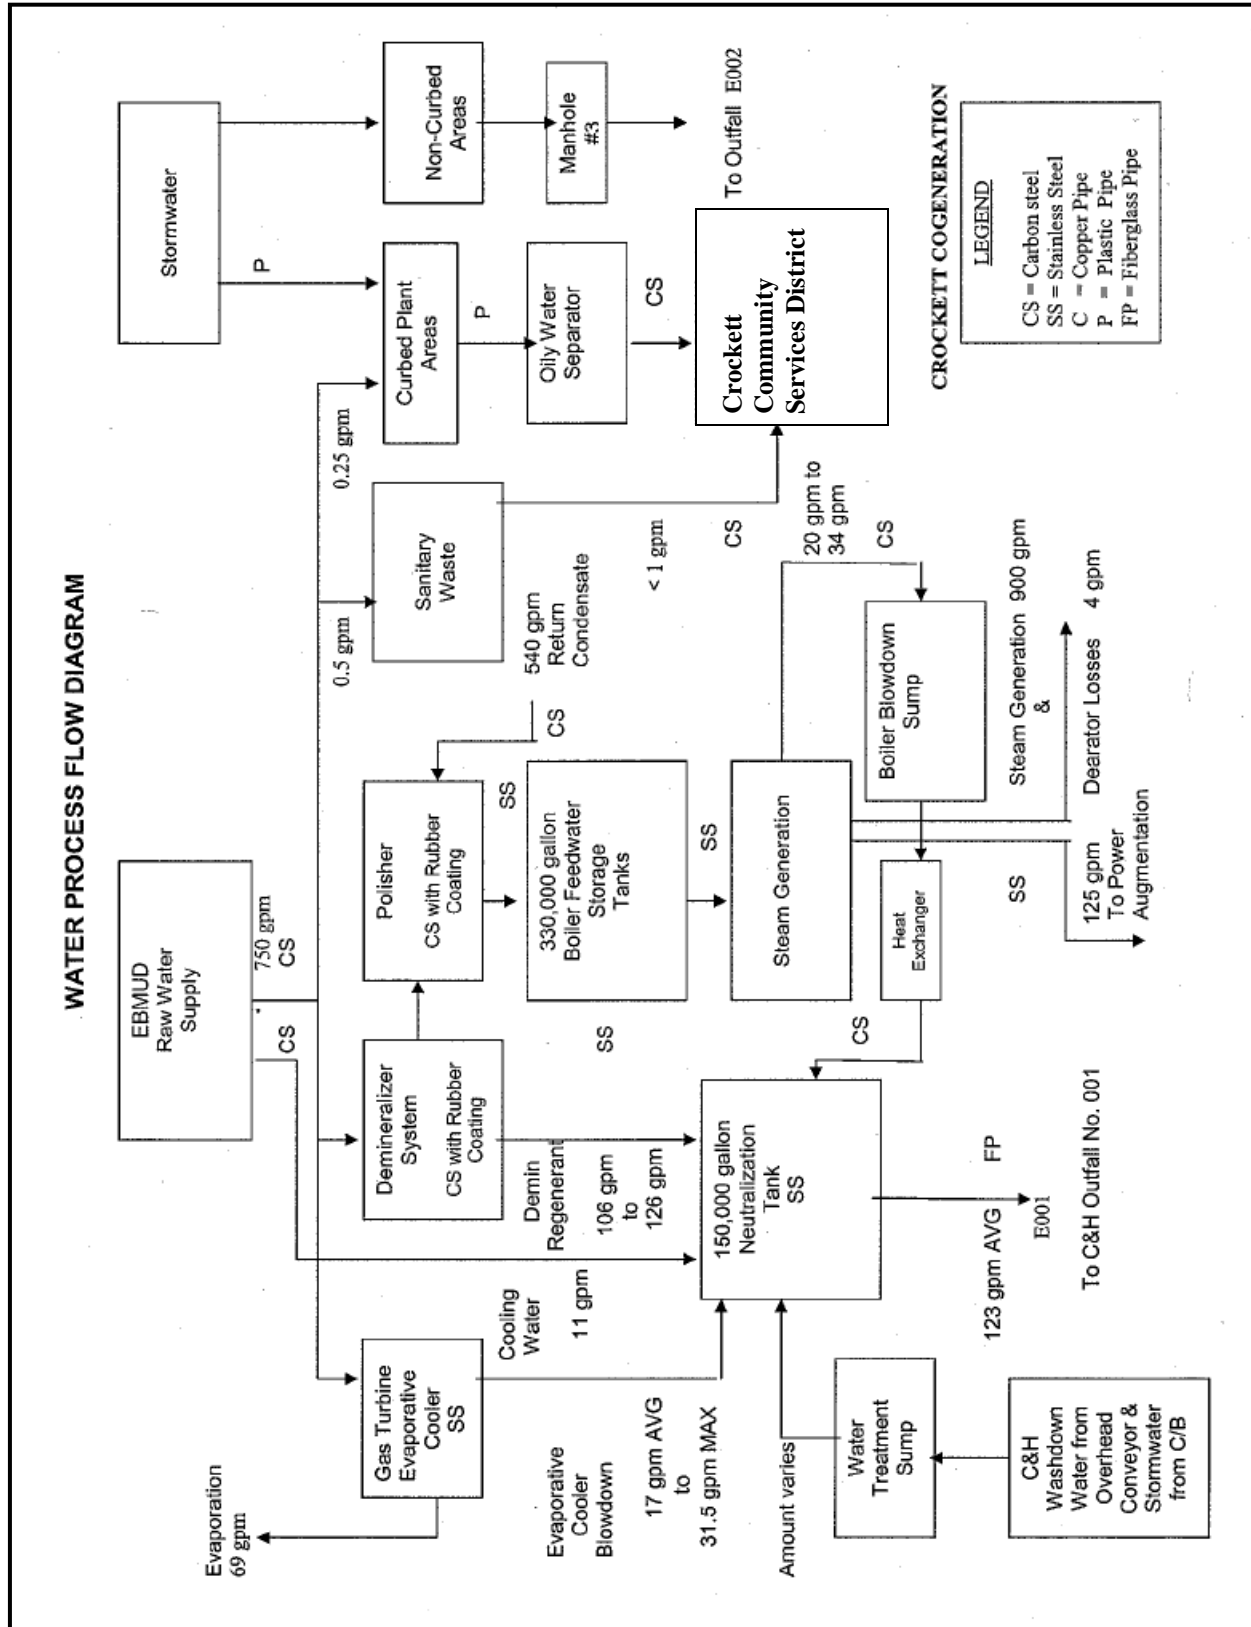 WATER PROCESS FLOW DIAGRAM
EBMUD
Raw Water
Supply
Stormwater
750 gpm
CS
CS
P
Evaporation
69 gpm
0.5 gpm
0.25 gpm
Gas Turbine
Evaporative
Cooler
SS
Demineralizer
System
CS with Rubber
Coating
Polisher
CS with Rubber
Coating
Sanitary
Waste
Curbed Plant
Areas
Non-Curbed
Areas
Cooling
Water
11 gpm
Demin
Regenerant
106 gpm
to
126 gpm
SS
SS
CS
540 gpm
Return
Condensate
P
Evaporative
Cooler
Blowdown
17 gpm AVG
to
31.5 gpm MAX
330,000 gallon
Boiler Feedwater
Storage
Tanks
Oily Water
Separator
Manhole
#3
< 1 gpm
CS
CS
To Outfall E002
150,000 gallon
Neutralization
Tank
SS
SS
Steam Generation
Crockett
Community
Services District
20 gpm to
34 gpm
CS
Amount varies
Water
Treatment
Sump
CS
Heat
Exchanger
Boiler Blowdown
Sump
CROCKETT COGENERATION
123 gpm AVG
FP
E001
SS
Steam Generation 900 gpm
&
Dearator Losses 4 gpm
C&H
Washdown
Water from
Overhead
Conveyor &
Stormwater
from C/B
To C&H Outfall No. 001
125 gpm
To Power
Augmentation
LEGEND
CS = Carbon steel
SS = Stainless Steel
C = Copper Pipe
P = Plastic Pipe
FP = Fiberglass Pipe